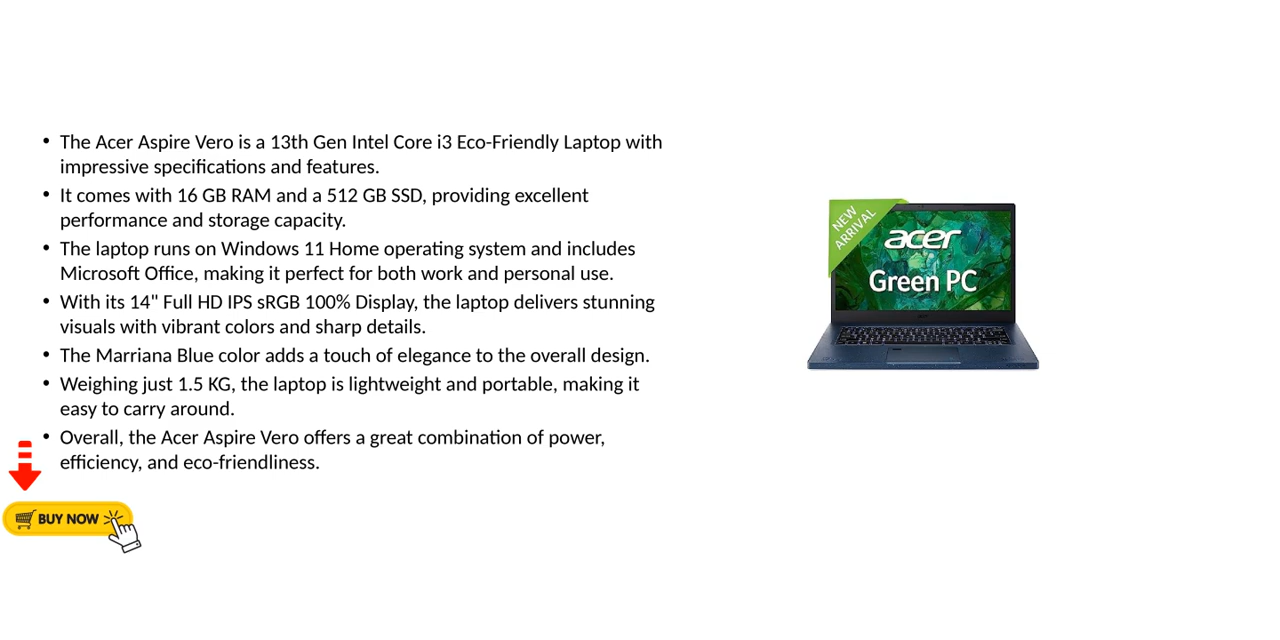 • The Acer Aspire Vero is a 13th Gen Intel Core i3 Eco-Friendly Laptop with
impressive specifications and features.
• It comes with 16 GB RAM and a 512 GB SSD, providing excellent
performance and storage capacity.
• The laptop runs on Windows 11 Home operating system and includes
Microsoft Office, making it perfect for both work and personal use.
• With its 14" Full HD IPS sRGB 100% Display, the laptop delivers stunning
visuals with vibrant colors and sharp details.
• The Marriana Blue color adds a touch of elegance to the overall design.
• Weighing just 1.5 KG, the laptop is lightweight and portable, making it
easy to carry around.
• Overall, the Acer Aspire Vero offers a great combination of power,
efficiency, and eco-friendliness.
BUY NOW
NEW
ARRIVAL
acer
Green PC